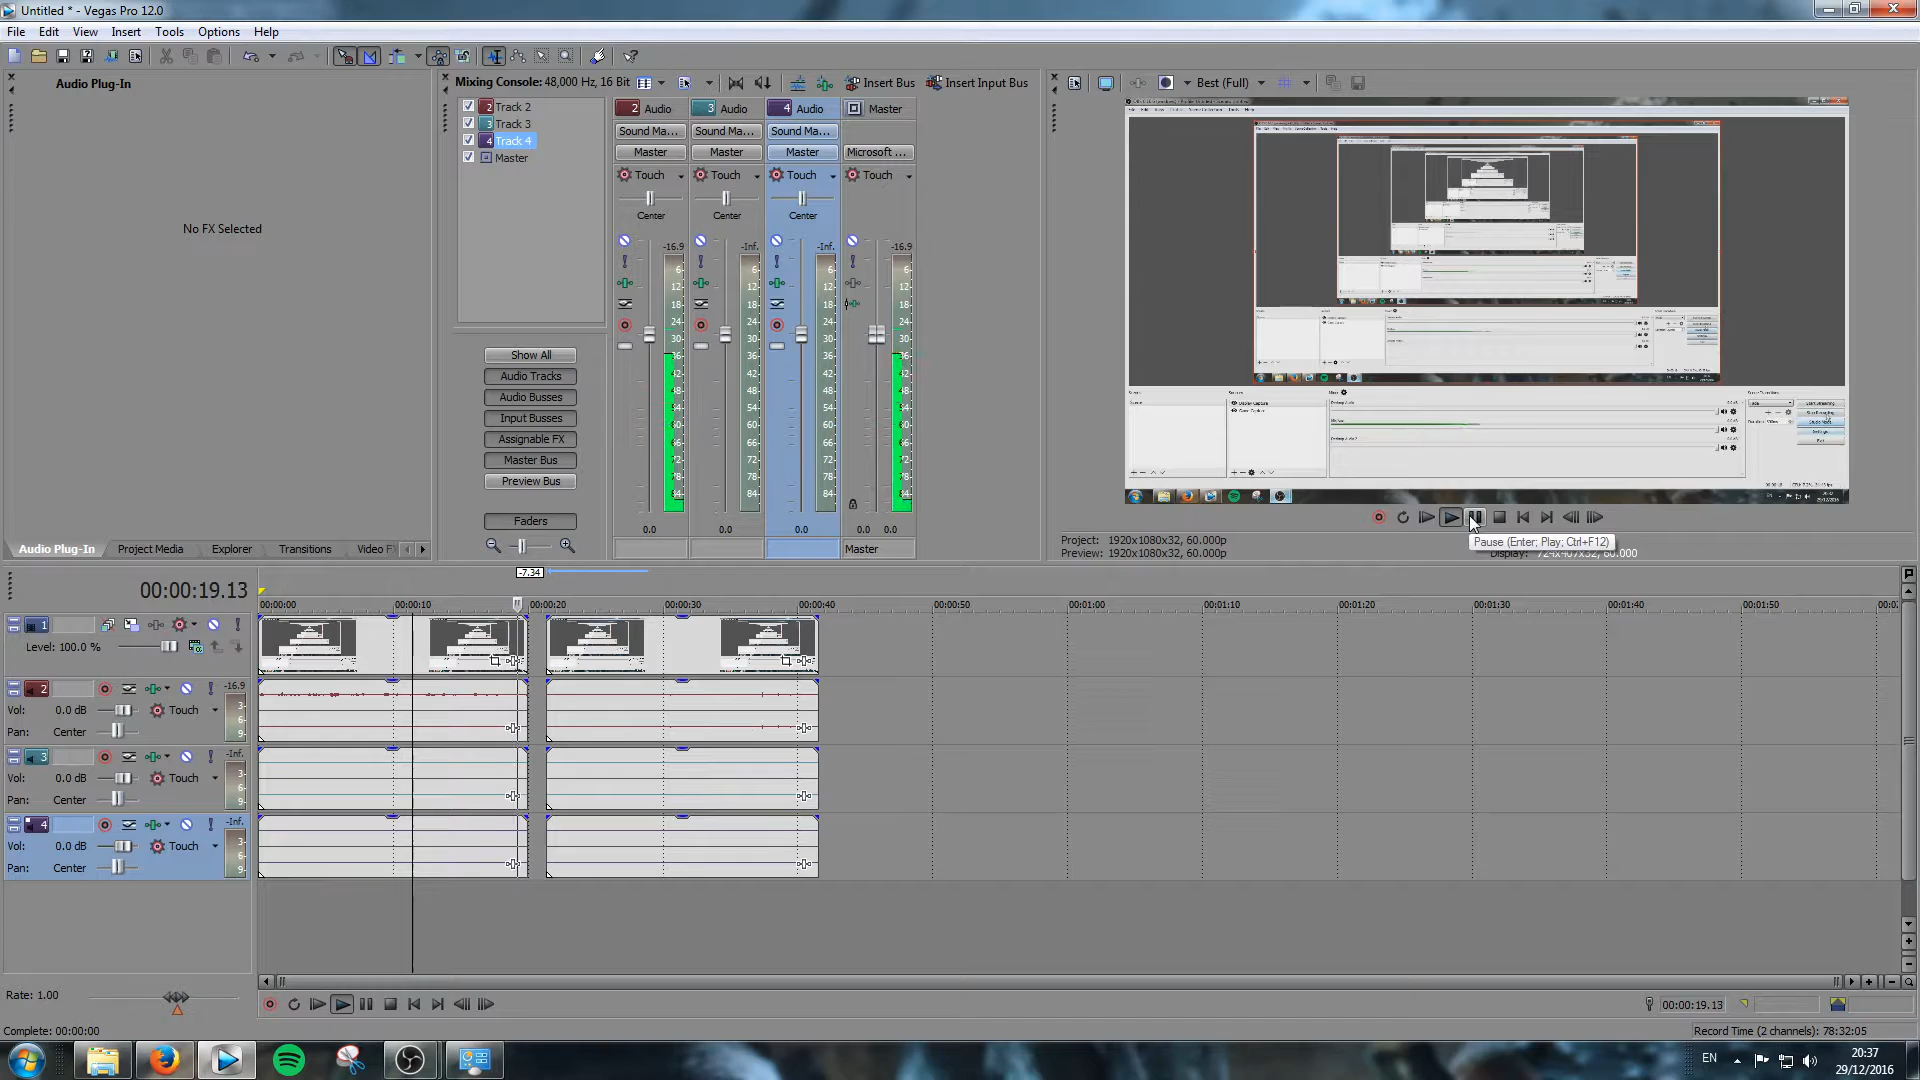 Untitled * - Vegas Pro 12.0
File Edit View Insert Tools Options Help
Audio Plug-In
No FX Selected
Mixing Console: 48,000 Hz, 16 Bit
Insert Bus Insert Input Bus
Best (Full)
2 Track 2
3 Track 3
4 Track 4
Master
2 Audio 3 Audio 4 Audio Master
Sound Ma... Sound Ma... Sound Ma...
Master Master Master Microsoft ...
Touch Touch Touch Touch
Center Center Center
-16.9 -Inf. -Inf. -16.9
6 6 6 6
12 12 12 12
18 18 18 18
24 24 24 24
30 30 30 30
36 36 36 36
42 42 42 42
48 48 48 48
54 54 54 54
60 60 60 60
66 66 66 66
72 72 72 72
78 78 78 78
84 84 84 84
0.0 0.0 0.0 0.0
Master
Show All
Audio Tracks
Audio Busses
Input Busses
Assignable FX
Master Bus
Preview Bus
Faders
Audio Plug-In Project Media Explorer Transitions Video F
Project: 1920x1080x32, 60.000p
Preview: 1920x1080x32, 60.000p
Pause (Enter; Play; Ctrl+F12)
Display: 724x407x32, 60.000
-7.34
00:00:19.13
00:00:00 00:00:10 00:00:20 00:00:30 00:00:40 00:00:50 00:01:00 00:01:10 00:01:20 00:01:30 00:01:40 00:01:50
1
Level: 100.0 %
2 -16.9
Vol: 0.0 dB Touch
Pan: Center
3 -Inf.
Vol: 0.0 dB Touch
Pan: Center
4 -Inf.
Vol: 0.0 dB Touch
Pan: Center
Rate: 1.00
00:00:19.13
Complete: 00:00:00
Record Time (2 channels): 78:32:05
EN
20:37
29/12/2016